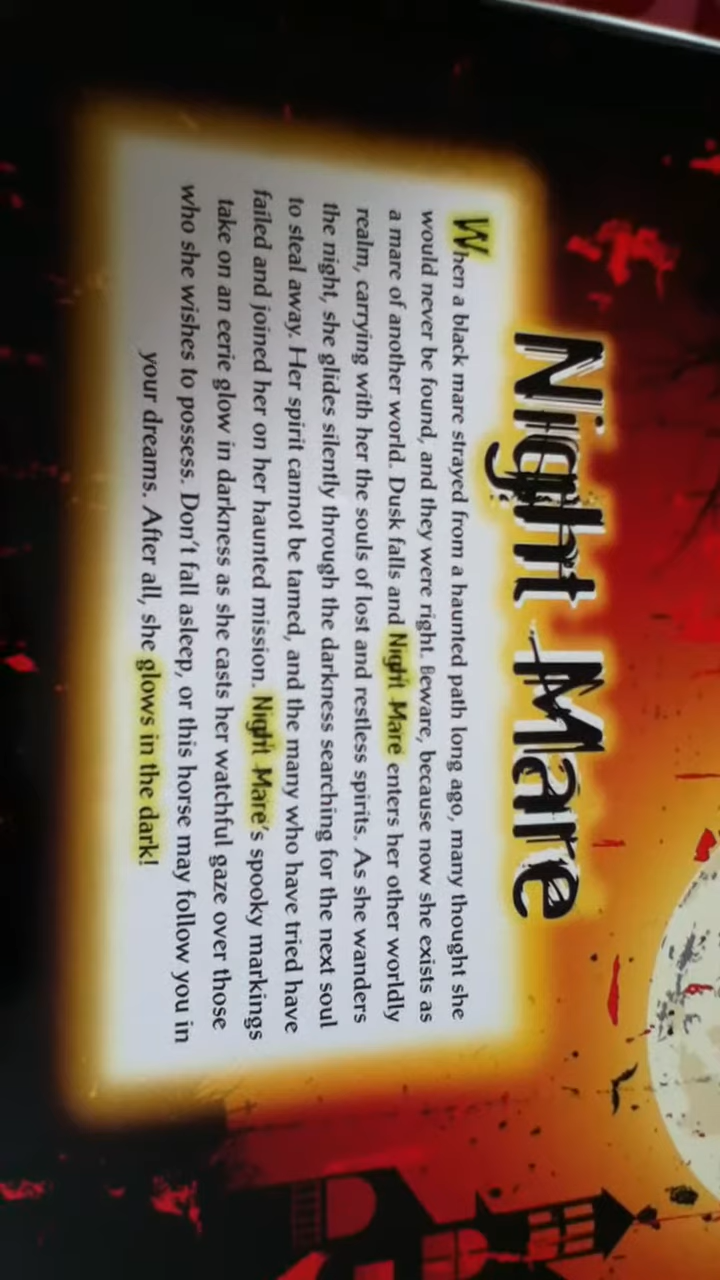 Night Mare
When a black mare strayed from a haunted path long ago, many thought she
would never be found, and they were right. Beware, because now she exists as
a mare of another world. Dusk falls and Night Mare enters her other worldly
realm, carrying with her the souls of lost and restless spirits. As she wanders
the night, she glides silently through the darkness searching for the next soul
to steal away. Her spirit cannot be tamed, and the many who have tried have
failed and joined her on her haunted mission. Night Mare's spooky markings
take on an eerie glow in darkness as she casts her watchful gaze over those
who she wishes to possess. Don't fall asleep, or this horse may follow you in
your dreams. After all, she glows in the dark!